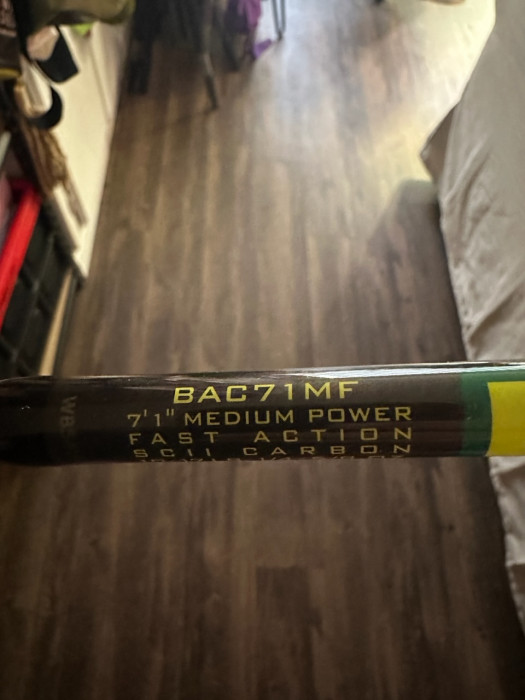 BAC71MF
7'1" MEDIUM POWER
FAST ACTION
SCII CARBON